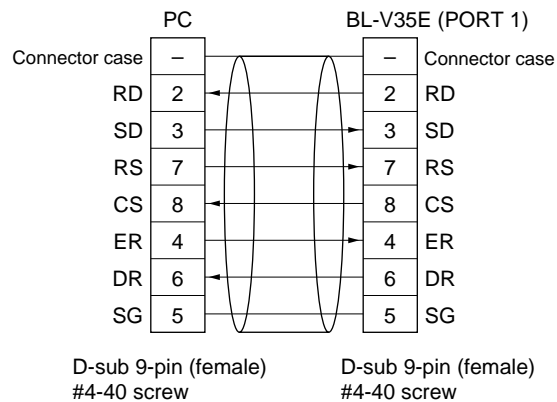 PC BL-V35E (PORT 1)
Connector case – – Connector case
RD 2 2 RD
SD 3 3 SD
RS 7 7 RS
CS 8 8 CS
ER 4 4 ER
DR 6 6 DR
SG 5 5 SG
D-sub 9-pin (female) D-sub 9-pin (female)
#4-40 screw #4-40 screw